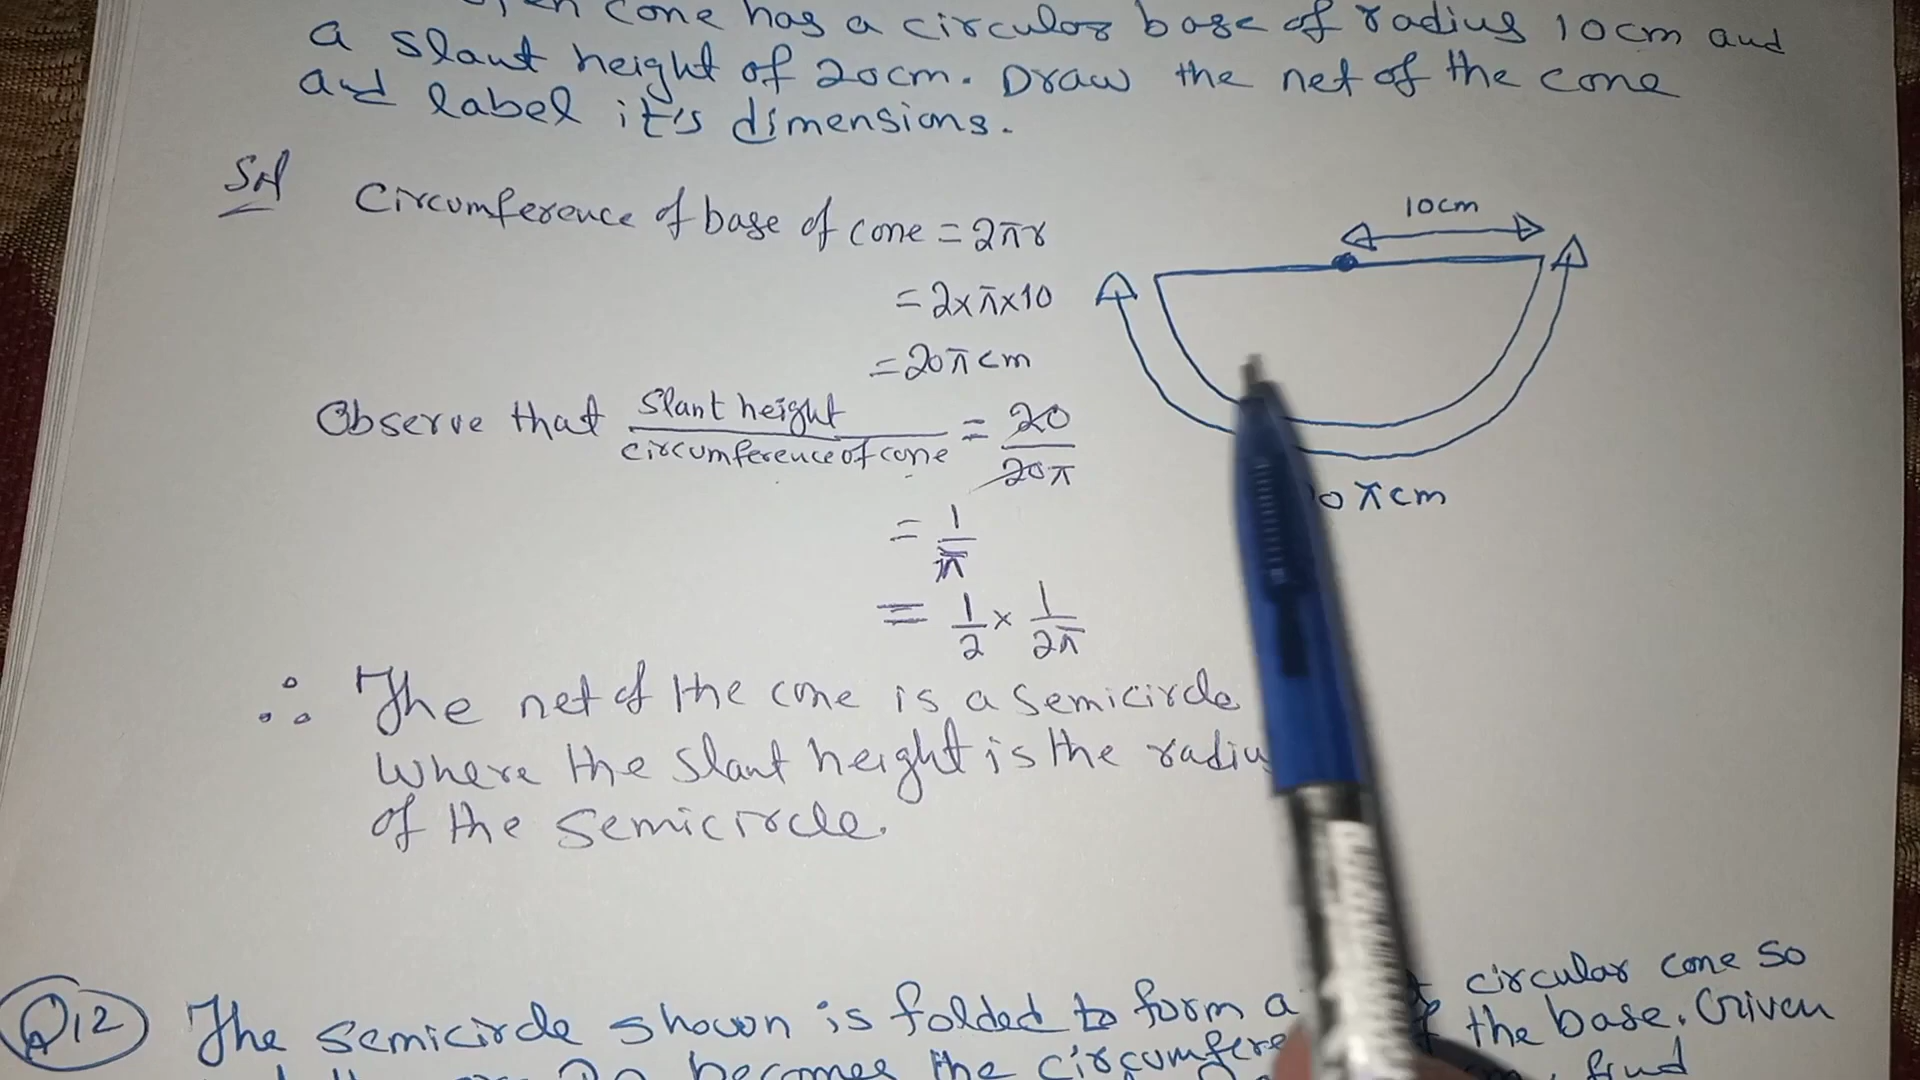 cone has a circular base of radius 10cm and
a slant height of 20cm. Draw the net of the cone
and label it's dimensions.
Sol
Circumference of base of cone = 2πr
= 2×π×10
= 20π cm
10cm
πcm
Observe that slant height / circumference of cone = 20 / 20π
= 1/π
= 1/2 × 1/2π
∴ The net of the cone is a semicircle
where the slant height is the
of the semicircle.
Q12 The semicircle shown is folded to form a circular cone so
becomes the the base. Given
find